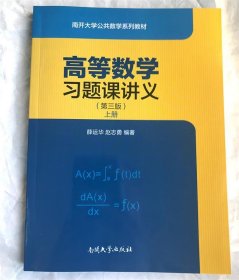 南开大学公共数学系列教材
高等数学
习题课讲义
(第三版)
上册
薛运华 赵志勇 编著
A(x)=∫ₐˣ f(t)dt
dA(x)/dx =f(x)
南开大学出版社